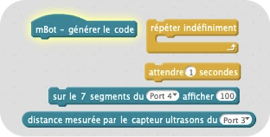 mBot - générer le code
répéter indéfiniment
attendre 1 secondes
sur le 7 segments du Port 4 afficher 100
distance mesurée par le capteur ultrasons du Port 3